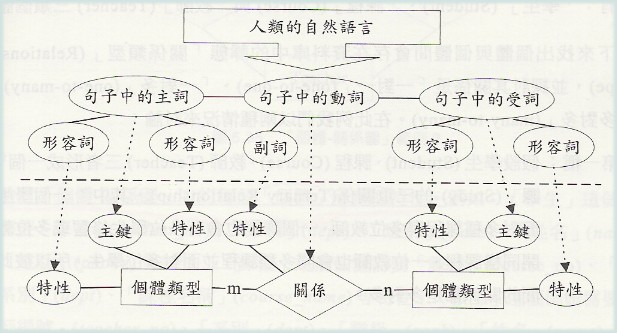 人類的自然語言
句子中的主詞
句子中的動詞
句子中的受詞
形容詞
形容詞
副詞
形容詞
形容詞
主鍵
特性
特性
特性
主鍵
特性
個體類型
m
關係
n
個體類型
特性